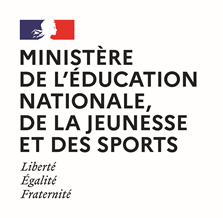 MINISTÈRE
DE L'ÉDUCATION
NATIONALE,
DE LA JEUNESSE
ET DES SPORTS
Liberté
Égalité
Fraternité